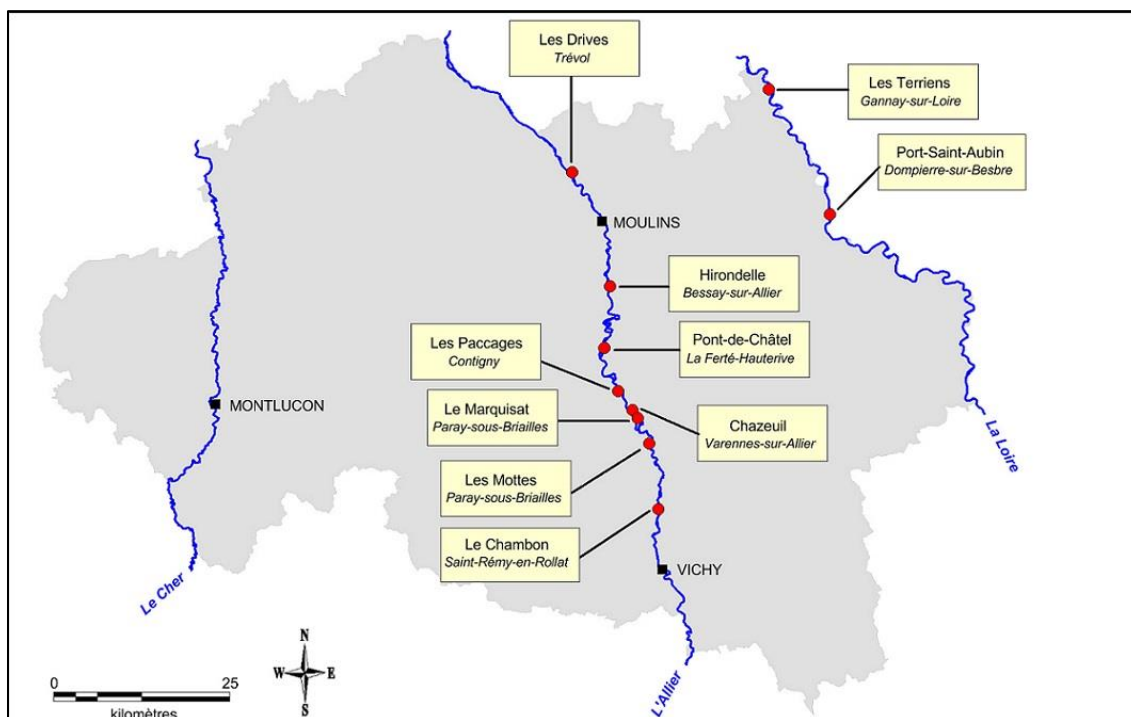 Les Drives
Trévol
Les Terriens
Gannay-sur-Loire
Port-Saint-Aubin
Dompierre-sur-Besbre
MOULINS
Hirondelle
Bessay-sur-Allier
Pont-de-Châtel
La Ferté-Hauterive
Les Paccages
Contigny
MONTLUCON
Le Marquisat
Paray-sous-Briailles
Chazeuil
Varennes-sur-Allier
La Loire
Les Mottes
Paray-sous-Briailles
Le Chambon
Saint-Rémy-en-Rollat
VICHY
Le Cher
L'Allier
N
W E
S
0 25
kilomètres